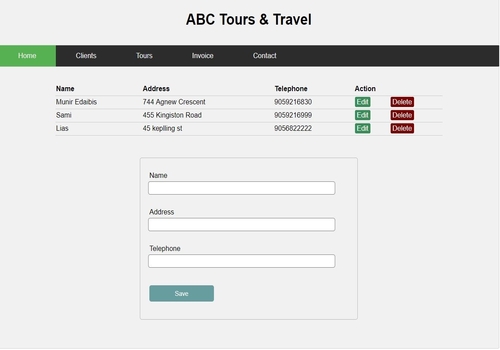 ABC Tours & Travel
Home Clients Tours Invoice Contact
Name Address Telephone Action
Munir Edaibis 744 Agnew Crescent 9059216830 Edit Delete
Sami 455 Kingiston Road 9059216999 Edit Delete
Lias 45 kepiling st 9056822222 Edit Delete
Name
Address
Telephone
Save